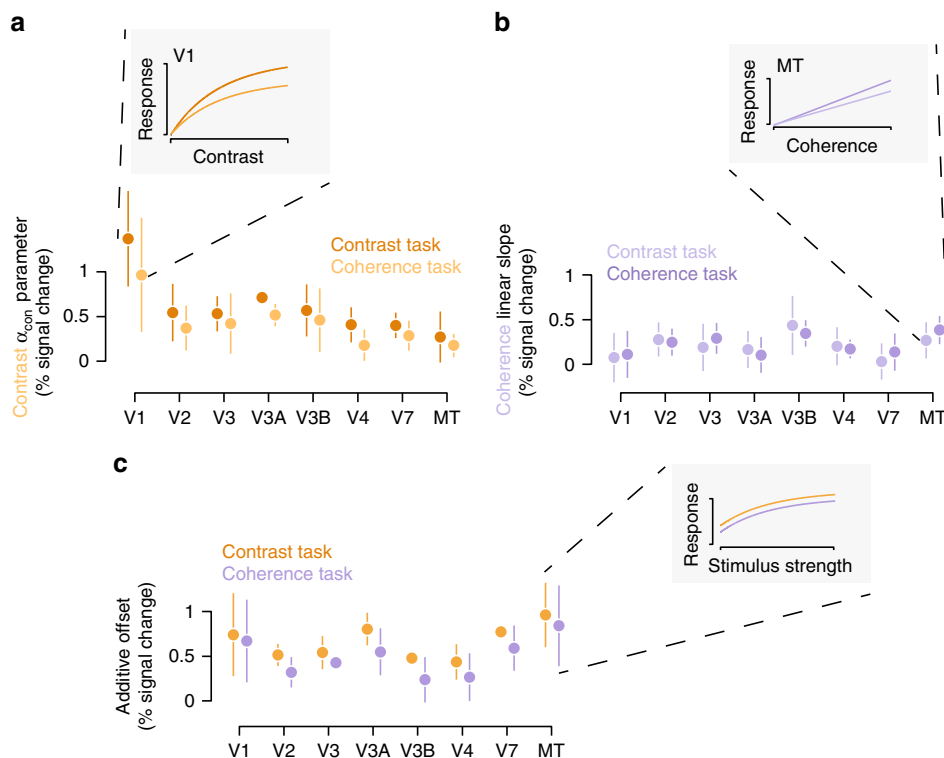 a
V1
Response
Contrast
Contrast αcon parameter
(% signal change)
Contrast task
Coherence task
1
0.5
0
V1 V2 V3 V3A V3B V4 V7 MT
b
MT
Response
Coherence
Coherence linear slope
(% signal change)
Contrast task
Coherence task
1
0.5
0
V1 V2 V3 V3A V3B V4 V7 MT
c
Response
Stimulus strength
Additive offset
(% signal change)
Contrast task
Coherence task
1
0.5
0
V1 V2 V3 V3A V3B V4 V7 MT